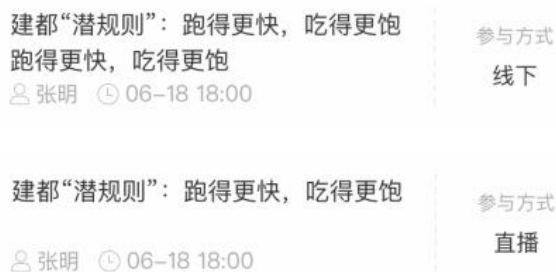 建都“潜规则”：跑得更快，吃得更饱
跑得更快，吃得更饱
张明 06-18 18:00
参与方式
线下
建都“潜规则”：跑得更快，吃得更饱
张明 06-18 18:00
参与方式
直播